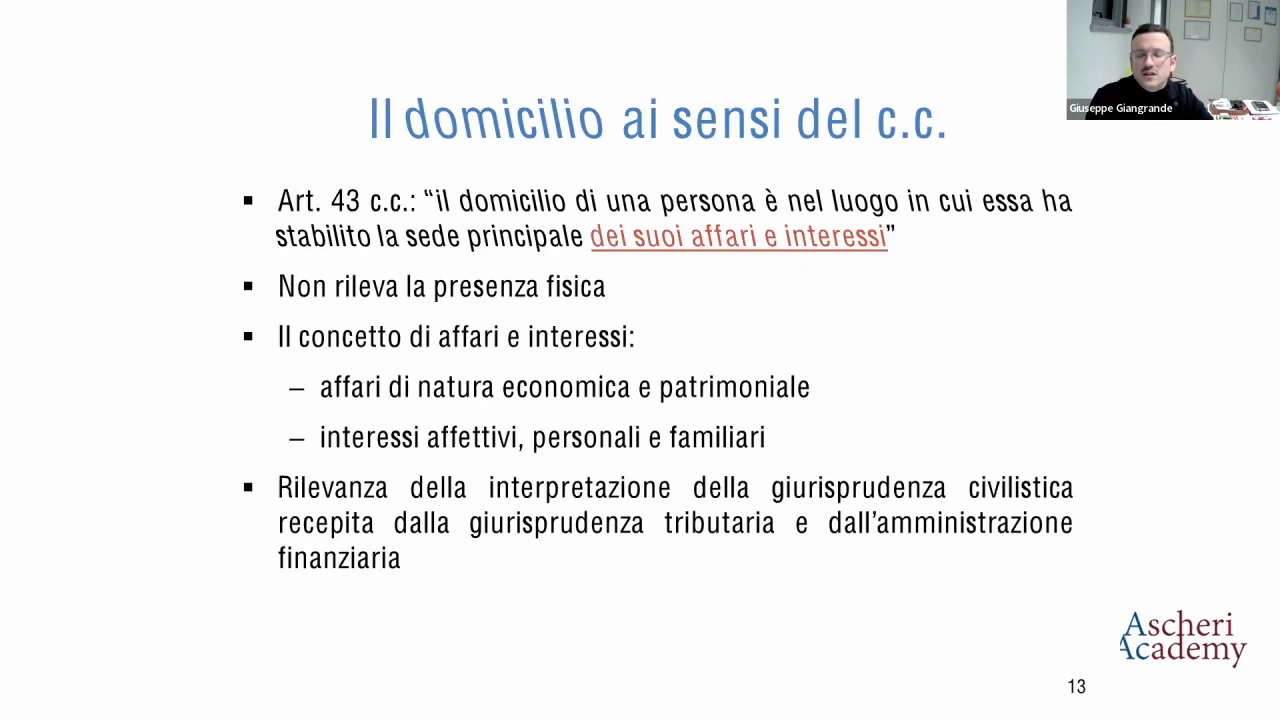 Giuseppe Giangrande
Il domicilio ai sensi del c.c.
▪ Art. 43 c.c.: “il domicilio di una persona è nel luogo in cui essa ha
stabilito la sede principale dei suoi affari e interessi”
▪ Non rileva la presenza fisica
▪ Il concetto di affari e interessi:
– affari di natura economica e patrimoniale
– interessi affettivi, personali e familiari
▪ Rilevanza della interpretazione della giurisprudenza civilistica
recepita dalla giurisprudenza tributaria e dall’amministrazione
finanziaria
Ascheri
Academy
13